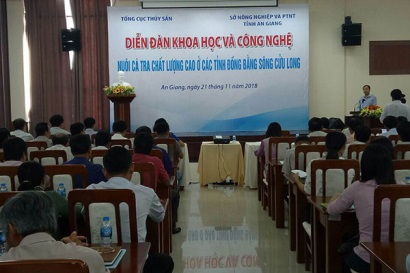 TỔNG CỤC THỦY SẢN
SỞ NÔNG NGHIỆP VÀ PTNT
TỈNH AN GIANG
DIỄN ĐÀN KHOA HỌC VÀ CÔNG NGHỆ
NUÔI CÁ TRA CHẤT LƯỢNG CAO Ở CÁC TỈNH ĐỒNG BẰNG SÔNG CỬU LONG
An Giang, ngày 21 tháng 11 năm 2018